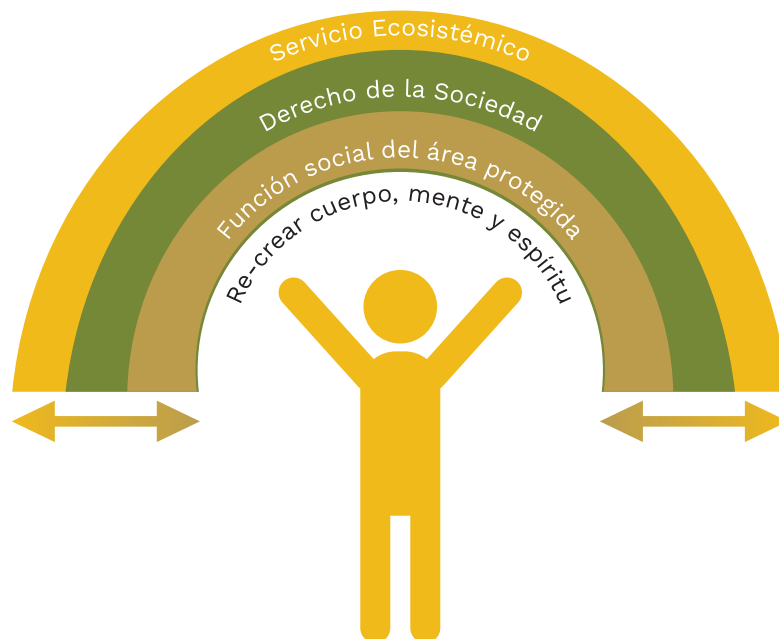 Servicio Ecosistémico
Derecho de la Sociedad
Función social del área protegida
Re-crear cuerpo, mente y espíritu